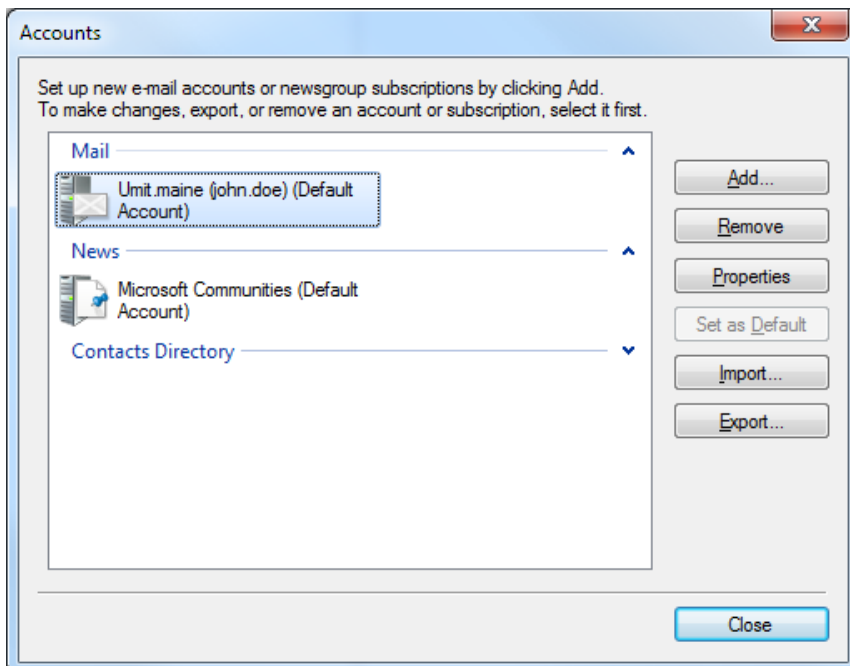 Accounts
Set up new e-mail accounts or newsgroup subscriptions by clicking Add.
To make changes, export, or remove an account or subscription, select it first.
Mail
Umit.maine (john.doe) (Default
Account)
News
Microsoft Communities (Default
Account)
Contacts Directory
Add...
Remove
Properties
Set as Default
Import...
Export...
Close